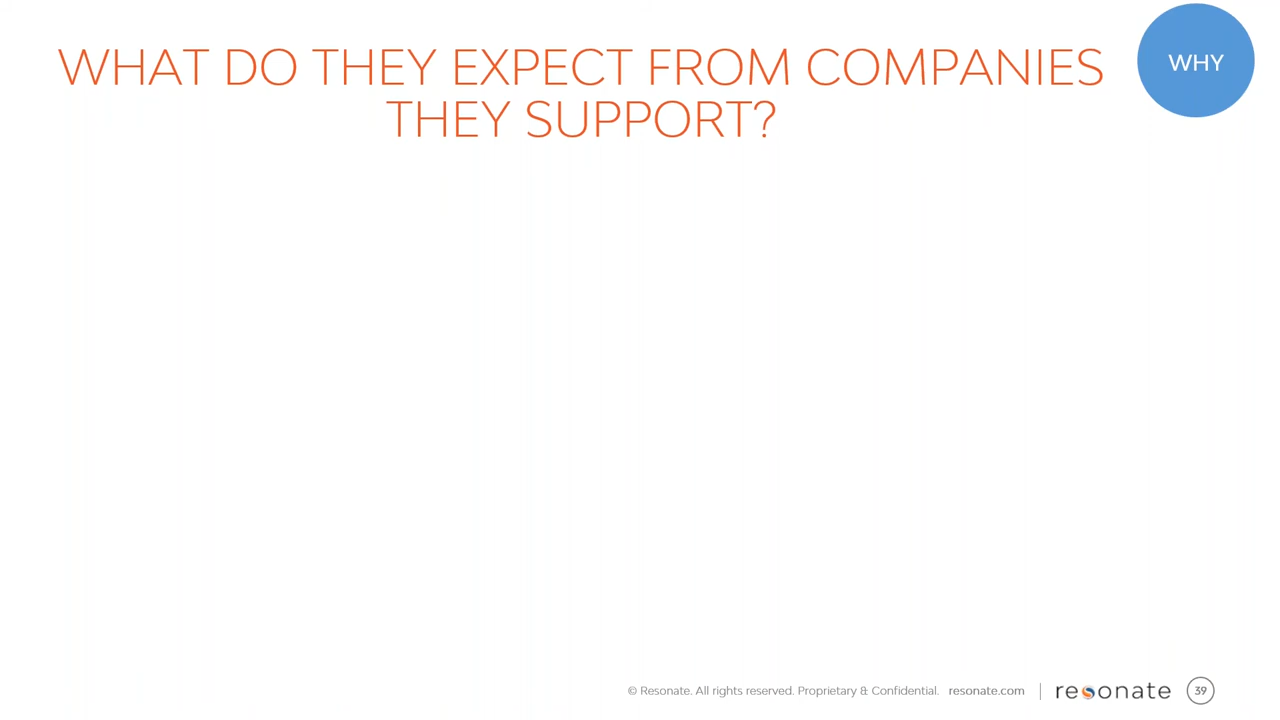 WHAT DO THEY EXPECT FROM COMPANIES
THEY SUPPORT?
WHY
© Resonate. All rights reserved. Proprietary & Confidential. resonate.com | resonate 39